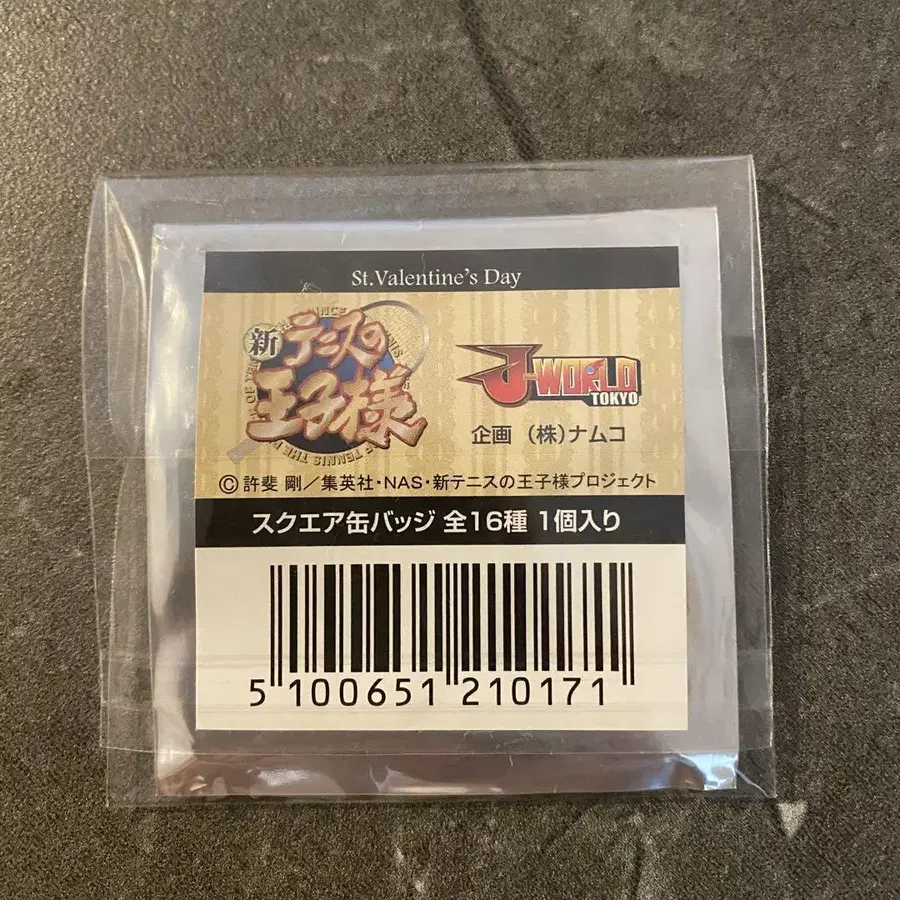 St.Valentine's Day
新テニスの
王子様
J-WORLD
TOKYO
企画 (株)ナムコ
©許斐 剛/集英社・NAS・新テニスの王子様プロジェクト
スクエア缶バッジ 全16種 1個入り
5 100651 210171